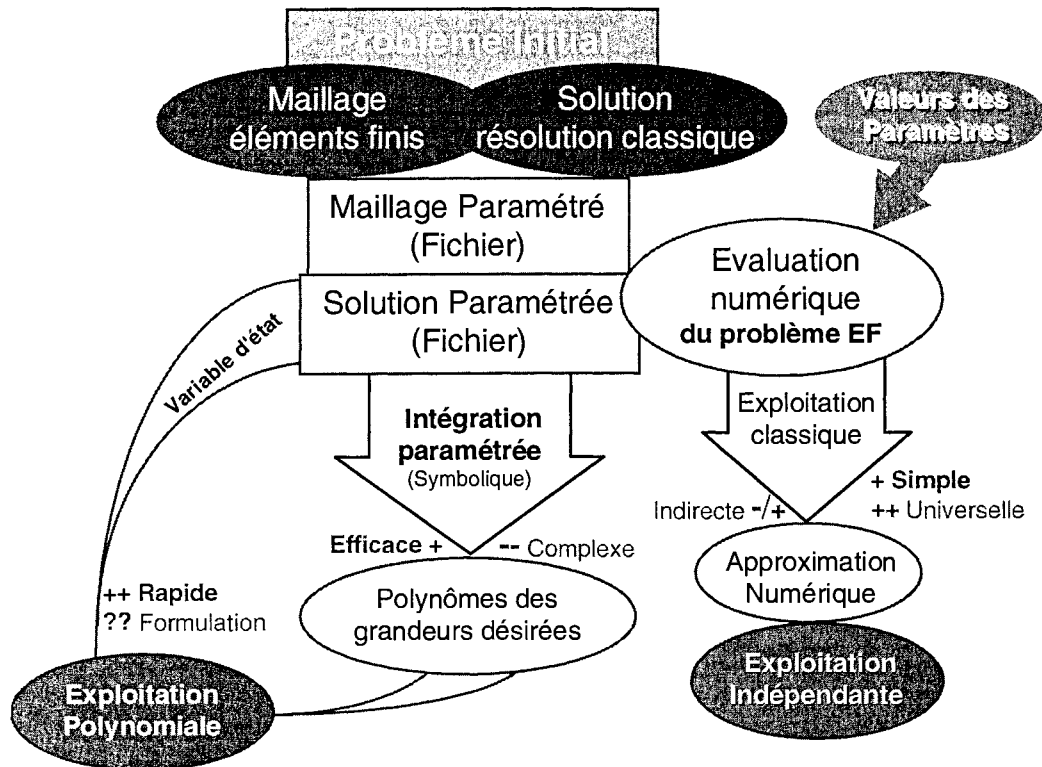 Problème Initial
Maillage
éléments finis
Solution
résolution classique
Valeurs des
Paramètres
Maillage Paramétré
(Fichier)
Solution Paramétrée
(Fichier)
Evaluation
numérique
du problème EF
Variable d'état
Intégration
paramétrée
(Symbolique)
Exploitation
classique
Indirecte -/+
+ Simple
++ Universelle
Efficace +
-- Complexe
Approximation
Numérique
Polynômes des
grandeurs désirées
++ Rapide
?? Formulation
Exploitation
Polynomiale
Exploitation
Indépendante